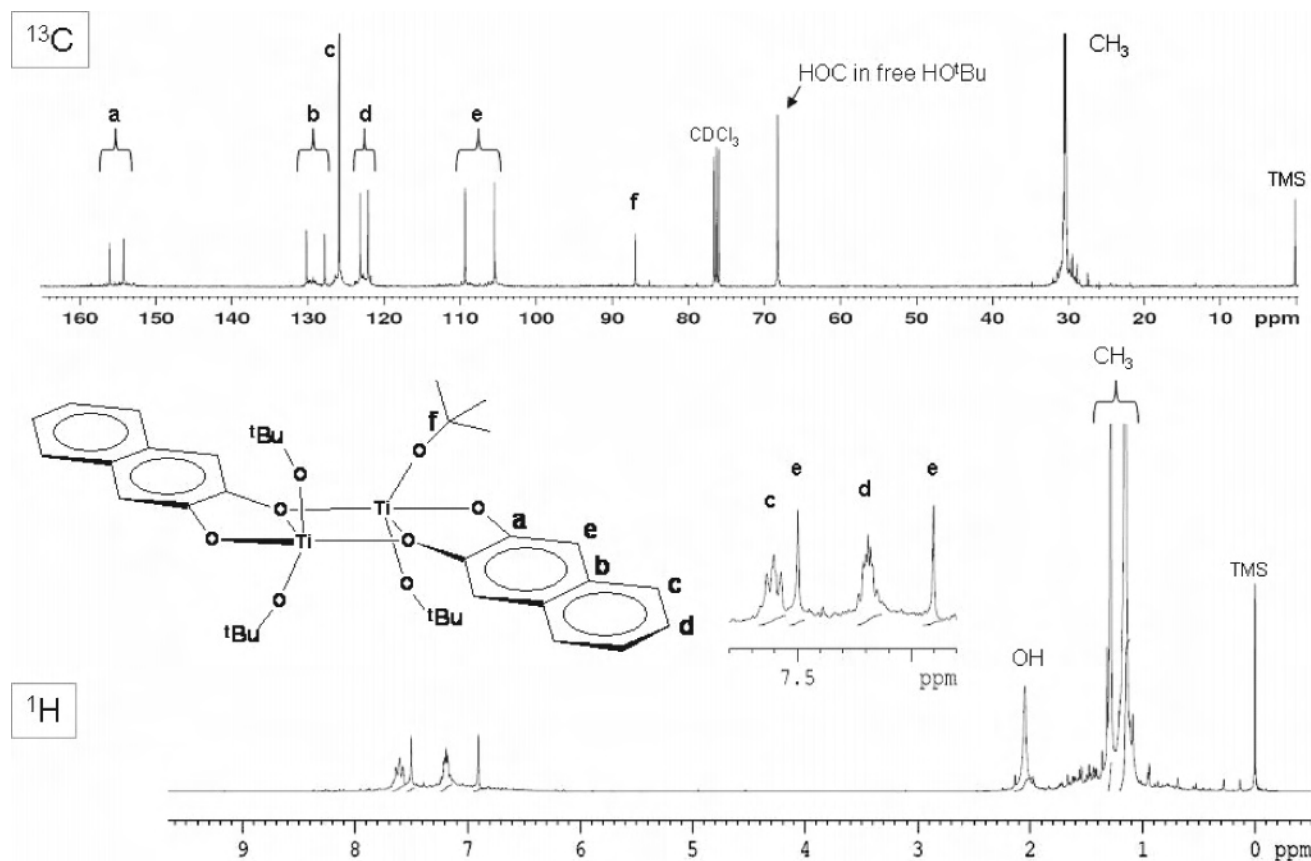 ¹³C
c
CH₃
HOC in free HOᵗBu
a
b
d
e
CDCl₃
f
TMS
160 150 140 130 120 110 100 90 80 70 60 50 40 30 20 10 ppm
CH₃
f
ᵗBu
O
O
O
Ti
O
a
e
O
Ti
O
b
c
O
O
d
ᵗBu
ᵗBu
e
e
c
d
7.5 ppm
TMS
OH
¹H
9 8 7 6 5 4 3 2 1 0 ppm